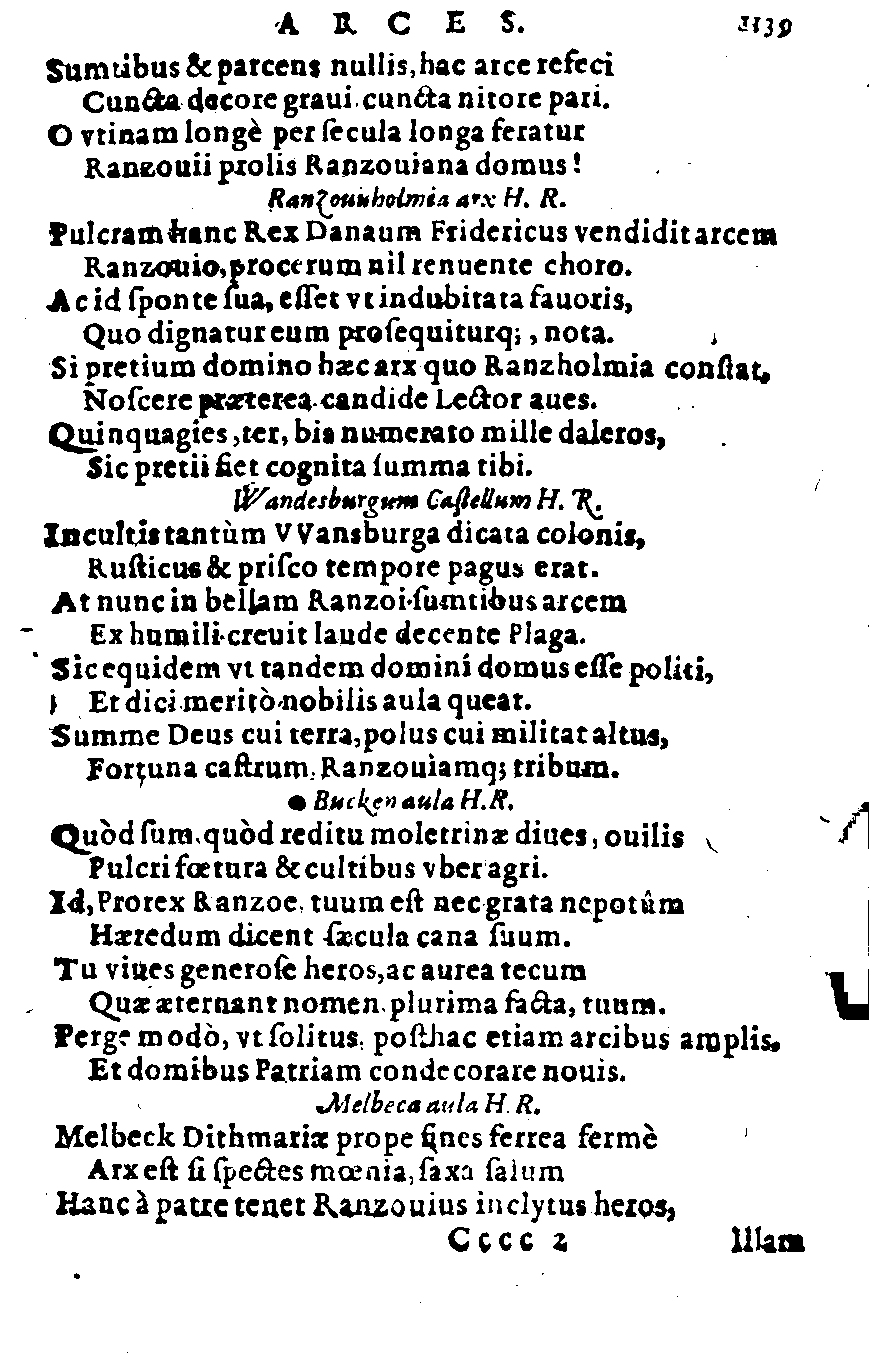 ARCES. 1139
Sumtibus & parcens nullis, hac arce refeci
Cuncta decore graui, cuncta nitore pari.
O vtinam longè per ſecula longa feratur
Ranzouii prolis Ranzouiana domus!
Ranzouiiholmia arx H. R.
Pulcram hanc Rex Danaum Fridericus vendidit arcem
Ranzouio, procerum nil renuente choro.
Ac id ſponte ſua, eſſet vt indubitata fauoris,
Quo dignatur eum proſequiturq;, nota.
Si pretium domino hæc arx quo Ranzholmia conſtat,
Noſcere præterea candide Lector aues.
Quinquagies, ter, bis numerato mille daleros,
Sic pretii fiet cognita ſumma tibi.
Wandesburgum Caſtellum H. R.
Incultis tantùm VVansburga dicata colonis,
Ruſticus & priſco tempore pagus erat.
At nunc in bellam Ranzoi ſumtibus arcem
Ex humili creuit laude decente Plaga.
Sic equidem vt tandem domini domus eſſe politi,
Et dici meritò nobilis aula queat.
Summe Deus cui terra, polus cui militat altus,
Fortuna caſtrum, Ranzouiamq; tribum.
Bucken aula H. R.
Quòd ſum, quòd reditu moletrinæ diues, ouilis
Pulcri fœtura & cultibus vber agri.
Id, Prorex Ranzoe, tuum eſt nec grata nepotûm
Hæredum dicent ſæcula cana ſuum.
Tu viues generoſe heros, ac aurea tecum
Quæ æternant nomen plurima facta, tuum.
Perge modò, vt ſolitus, poſthac etiam arcibus amplis,
Et domibus Patriam condecorare nouis.
Melbeca aula H. R.
Melbeck Dithmariæ prope fines ferrea fermè
Arx eſt ſi ſpectes mœnia, ſaxa ſalum
Hanc à patre tenet Ranzouius inclytus heros,
Cccc 2 Illam